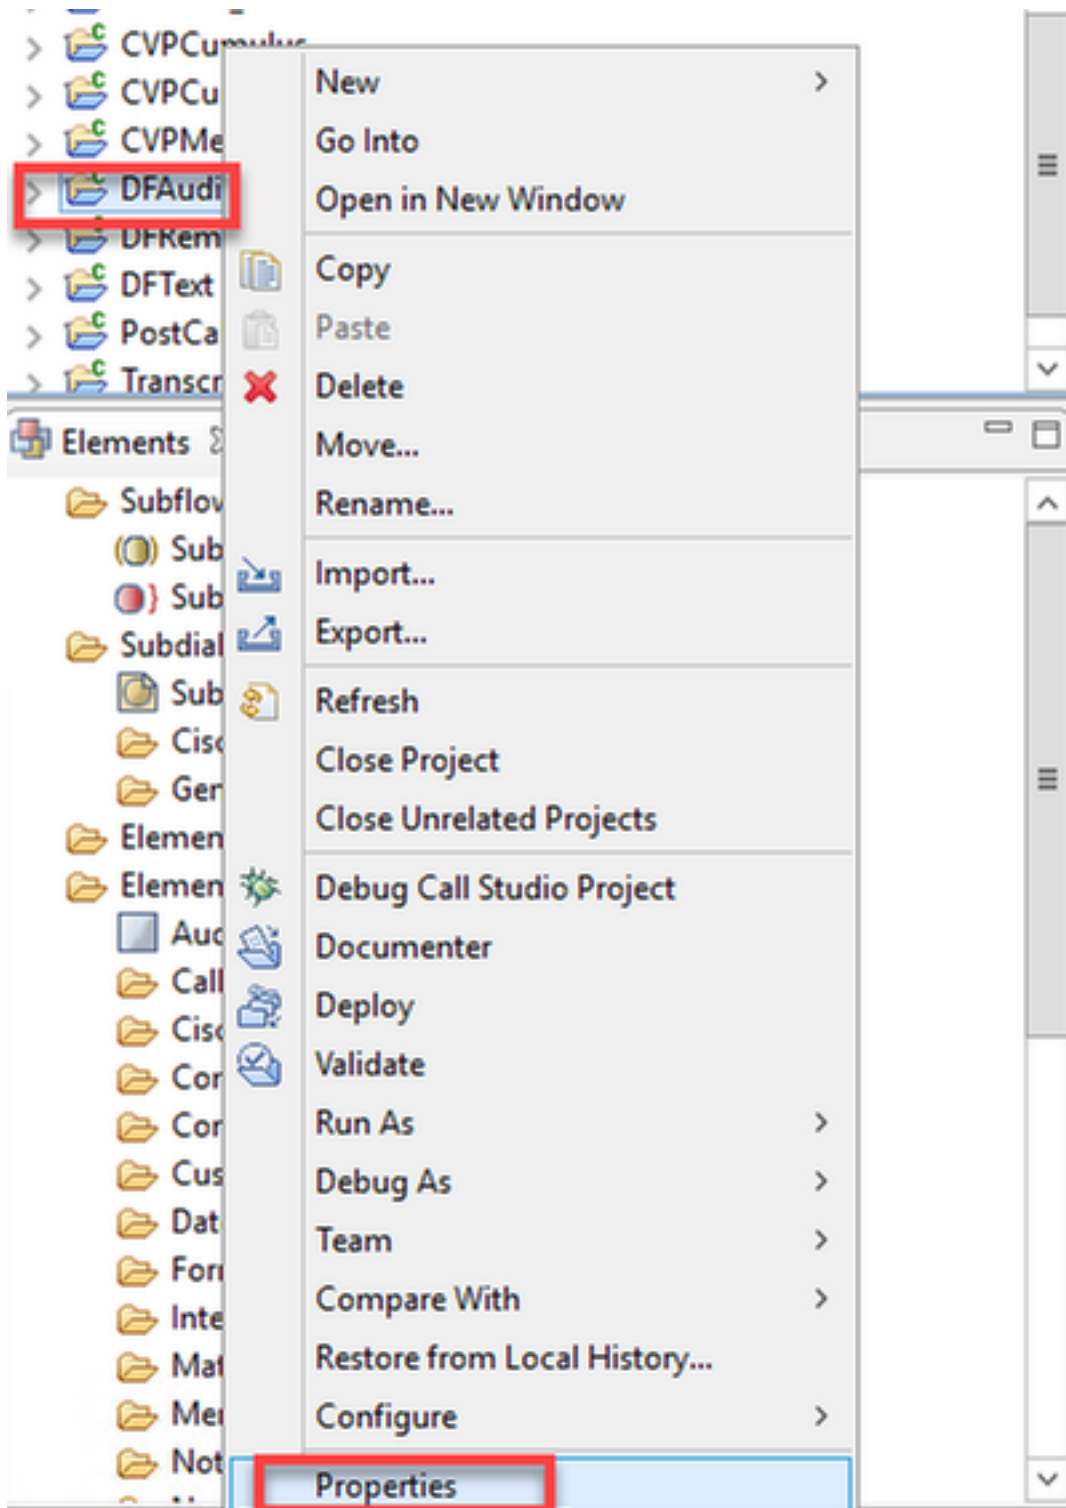 CVPCumulus
CVPCu
CVPMe
DFAudi
DFRem
DFText
PostCa
Transcr
New
Go Into
Open in New Window
Copy
Paste
Delete
Move...
Rename...
Import...
Export...
Refresh
Close Project
Close Unrelated Projects
Debug Call Studio Project
Documenter
Deploy
Validate
Run As
Debug As
Team
Compare With
Restore from Local History...
Configure
Properties
Elements
Subflov
Sub
Sub
Subdial
Sub
Cisc
Ger
Elemen
Elemen
Aud
Call
Cisc
Cor
Cor
Cus
Dat
Forr
Inte
Mat
Mer
Not